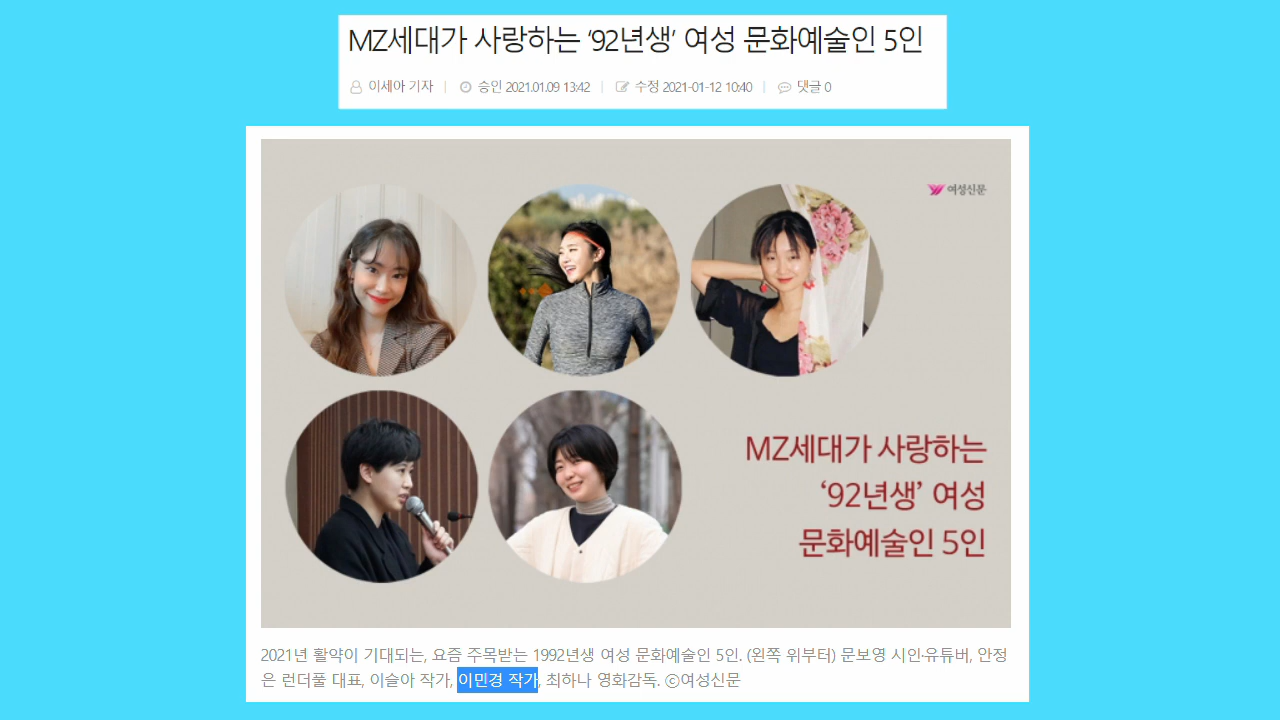 MZ세대가 사랑하는 ‘92년생’ 여성 문화예술인 5인
이세아 기자 | 승인 2021.01.09 13:42 | 수정 2021-01-12 10:40 | 댓글 0
여성신문
MZ세대가 사랑하는
‘92년생’ 여성
문화예술인 5인
2021년 활약이 기대되는, 요즘 주목받는 1992년생 여성 문화예술인 5인. (왼쪽 위부터) 문보영 시인·유튜버, 안정
은 런더풀 대표, 이슬아 작가, 이민경 작가, 최하나 영화감독. ⓒ여성신문